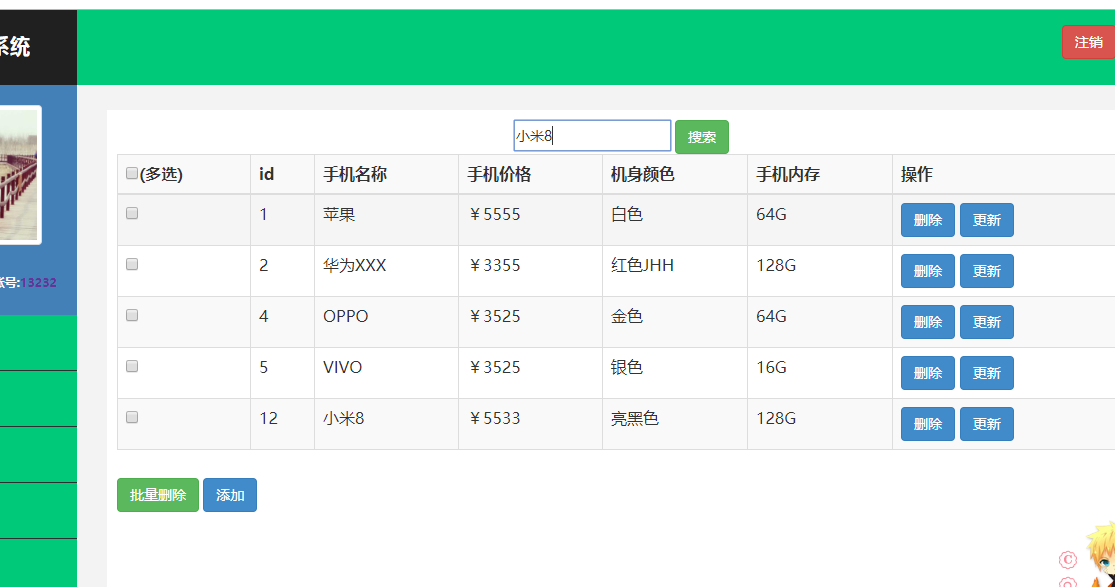 系统
注销
小米8 搜索
(多选) id 手机名称 手机价格 机身颜色 手机内存 操作
1 苹果 ￥5555 白色 64G 删除 更新
2 华为XXX ￥3355 红色JHH 128G 删除 更新
账号:13232
4 OPPO ￥3525 金色 64G 删除 更新
5 VIVO ￥3525 银色 16G 删除 更新
12 小米8 ￥5533 亮黑色 128G 删除 更新
批量删除 添加
©